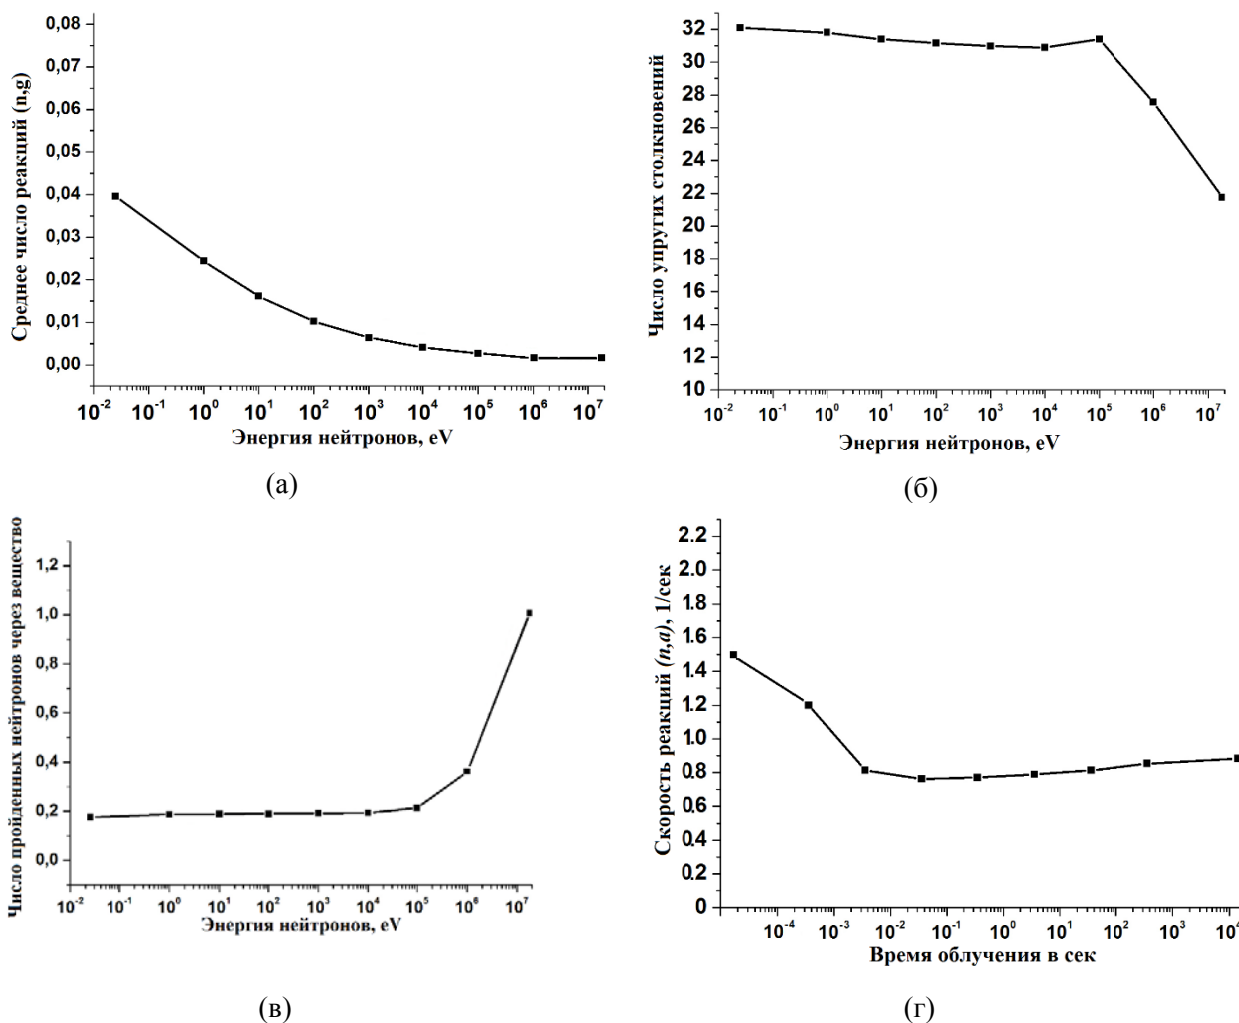 0,08
0,07
0,06
0,05
0,04
0,03
0,02
0,01
0,00
Среднее число реакций (n,g)
10-2 10-1 100 101 102 103 104 105 106 107
Энергия нейтронов, eV
(а)
32
30
28
26
24
22
20
18
16
14
12
10
Число упругих столкновений
10-2 10-1 100 101 102 103 104 105 106 107
Энергия нейтронов, eV
(б)
1,2
1,0
0,8
0,6
0,4
0,2
0,0
Число пройденных нейтронов через вещество
10-2 10-1 100 101 102 103 104 105 106 107
Энергия нейтронов, eV
(в)
2.2
2.0
1.8
1.6
1.4
1.2
1.0
0.8
0.6
0.4
0.2
0
Скорость реакций (n,a), 1/сек
10-4 10-3 10-2 10-1 100 101 102 103 104
Время облучения в сек
(г)